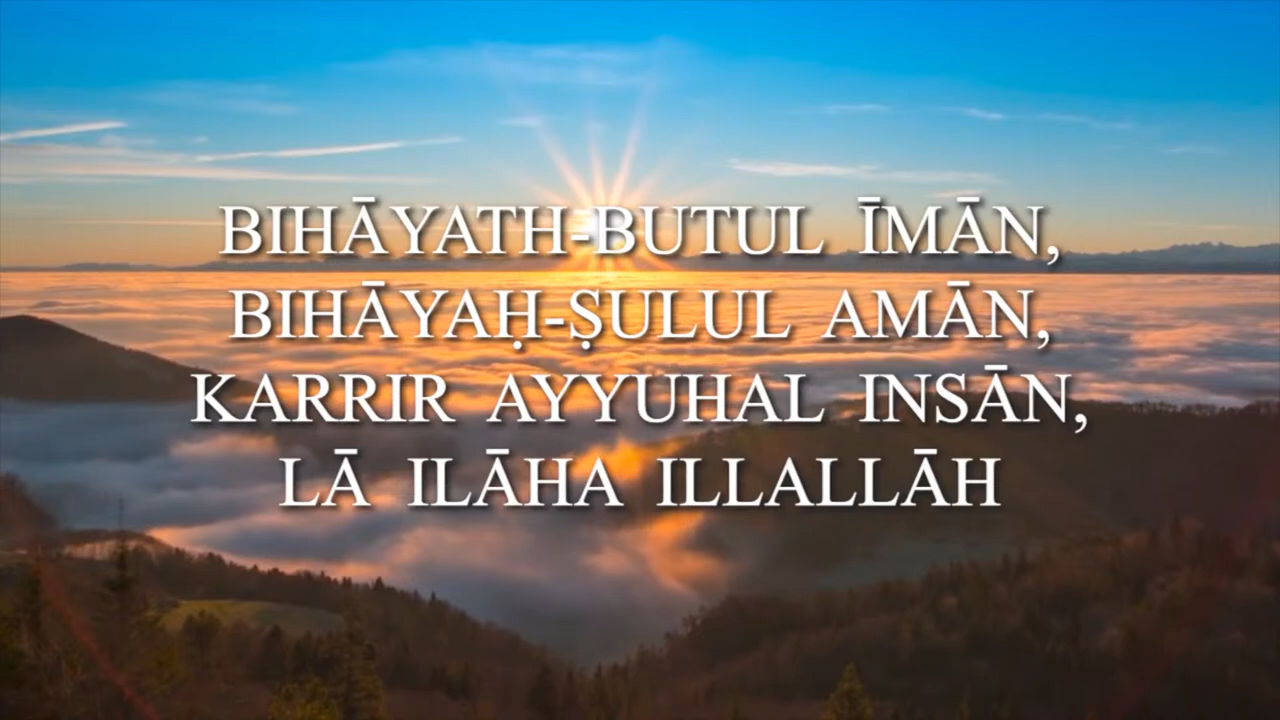 BIHĀYATH-BUTUL ĪMĀN,
BIHĀYAḤ-ṢULUL AMĀN,
KARRIR AYYUHAL INSĀN,
LĀ ILĀHA ILLALLĀH